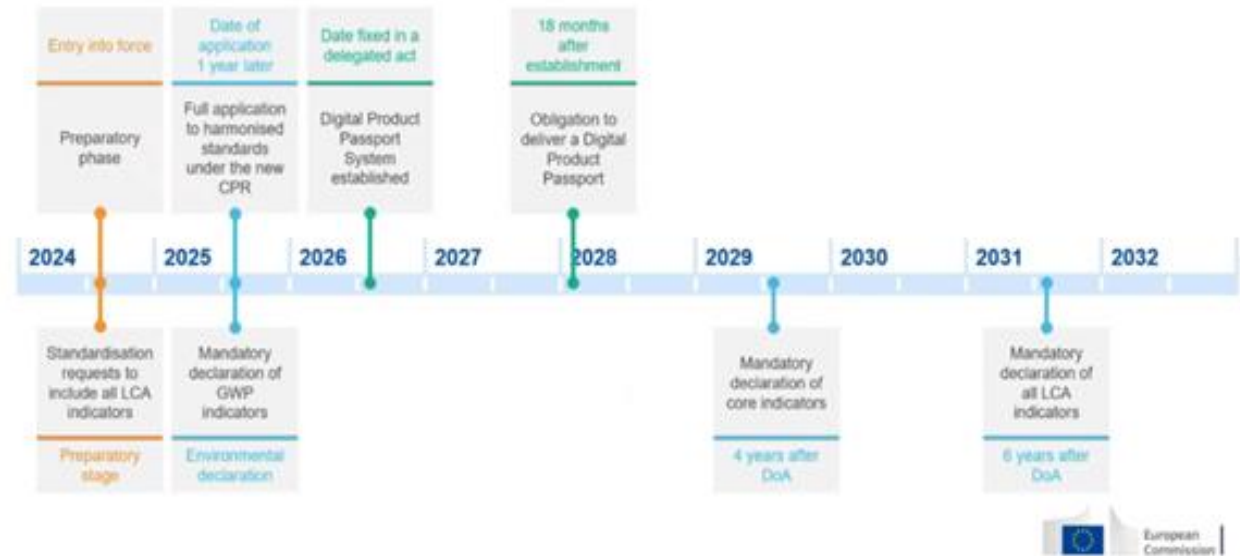 Entry into force
Preparatory
phase
Date of
application
1 year later
Full application
to harmonised
standards
under the new
CPR
Date fixed in a
delegated act
Digital Product
Passport
System
established
18 months
after
establishment
Obligation to
deliver a Digital
Product
Passport
2024
2025
2026
2027
2028
2029
2030
2031
2032
Standardisation
requests to
include all LCA
indicators
Preparatory
stage
Mandatory
declaration of
GWP
indicators
Environmental
declaration
Mandatory
declaration of
core indicators
4 years after
DoA
Mandatory
declaration of
all LCA
indicators
6 years after
DoA
European
Commission